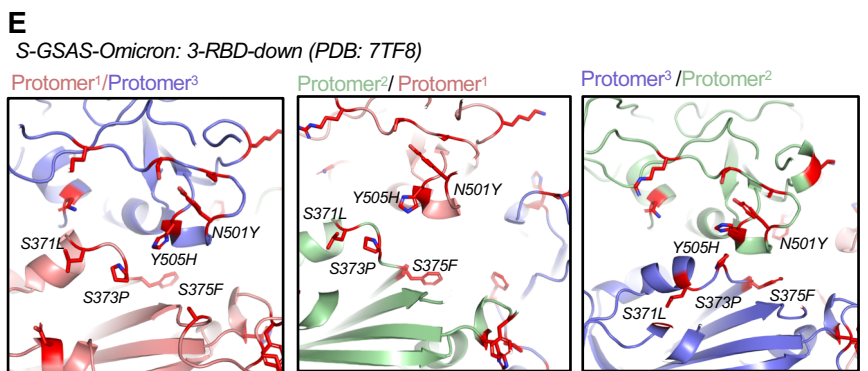 E
S-GSAS-Omicron: 3-RBD-down (PDB: 7TF8)
Protomer¹/Protomer³
Protomer²/ Protomer¹
Protomer³ /Protomer²
S371L
Y505H
N501Y
S373P
S375F
S371L
Y505H
N501Y
S373P
S375F
Y505H
N501Y
S371L
S373P
S375F